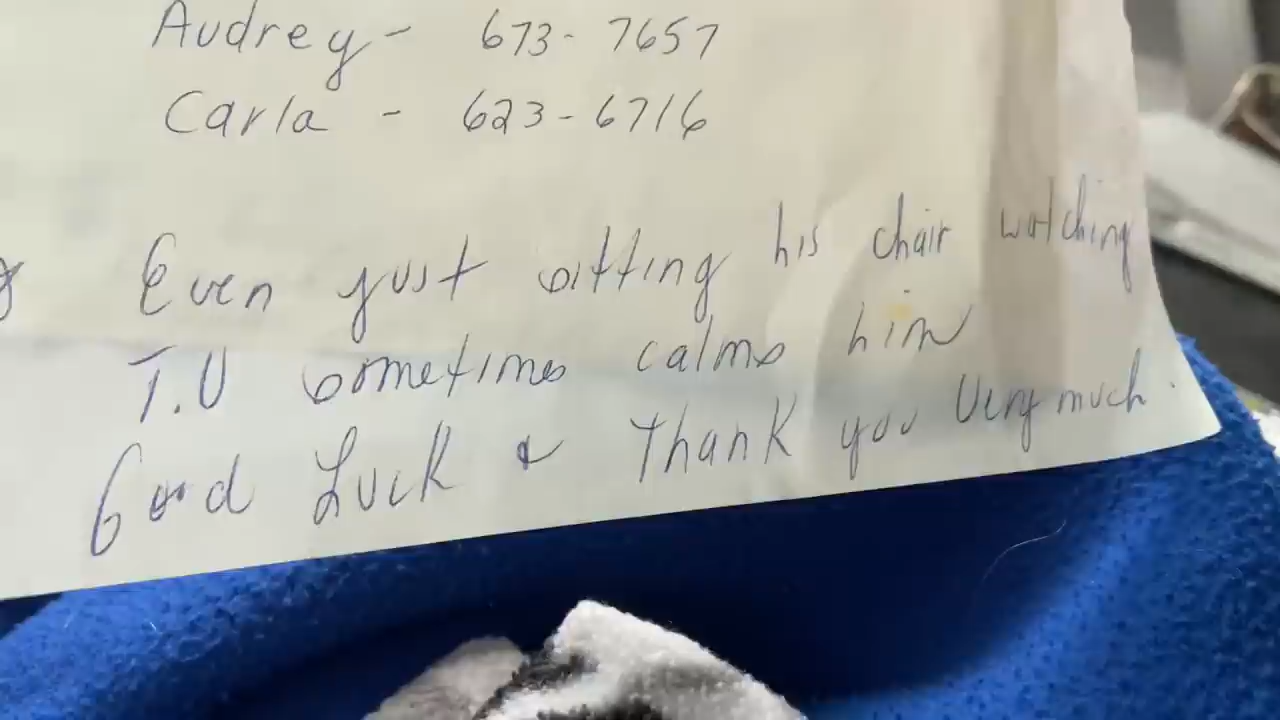 Audrey - 673-7657
Carla - 623-6716
Even just sitting his chair watching
T.V sometimes calms him
Good Luck & Thank you Very much.